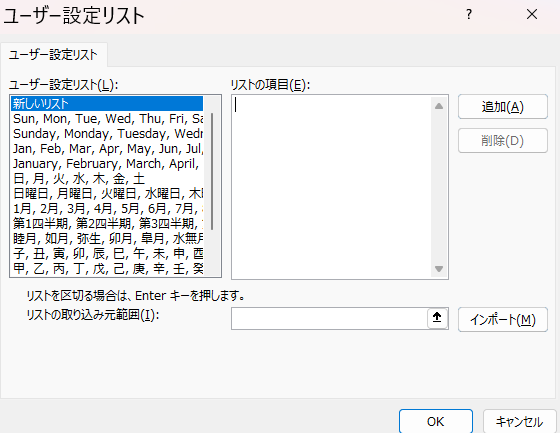 ユーザー設定リスト
?
ユーザー設定リスト
ユーザー設定リスト(L):
リストの項目(E):
新しいリスト
Sun, Mon, Tue, Wed, Thu, Fri, Sa
Sunday, Monday, Tuesday, Wedn
Jan, Feb, Mar, Apr, May, Jun, Jul,
January, February, March, April,
日, 月, 火, 水, 木, 金, 土
日曜日, 月曜日, 火曜日, 水曜日, 木
1月, 2月, 3月, 4月, 5月, 6月, 7月,
第1四半期, 第2四半期, 第3四半期,
睦月, 如月, 弥生, 卯月, 皐月, 水無月
子, 丑, 寅, 卯, 辰, 巳, 午, 未, 申, 酉
甲, 乙, 丙, 丁, 戊, 己, 庚, 辛, 壬, 癸
追加(A)
削除(D)
リストを区切る場合は、Enter キーを押します。
リストの取り込み元範囲(I):
インポート(M)
OK
キャンセル